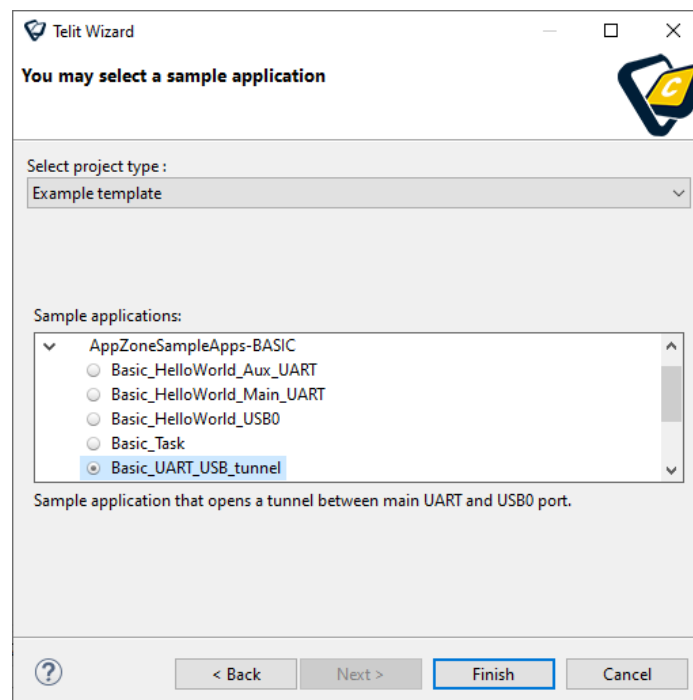 Telit Wizard
You may select a sample application
C
Select project type :
Example template
Sample applications:
AppZoneSampleApps-BASIC
Basic_HelloWorld_Aux_UART
Basic_HelloWorld_Main_UART
Basic_HelloWorld_USB0
Basic_Task
Basic_UART_USB_tunnel
Sample application that opens a tunnel between main UART and USB0 port.
? < Back Next > Finish Cancel